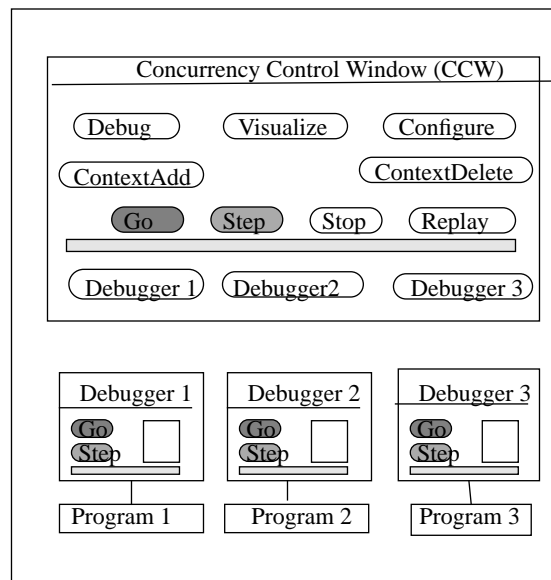 Concurrency Control Window (CCW)
Debug Visualize Configure
ContextAdd ContextDelete
Go Step Stop Replay
Debugger 1 Debugger2 Debugger 3
Debugger 1 Debugger 2 Debugger 3
Go Go Go
Step Step Step
Program 1 Program 2 Program 3